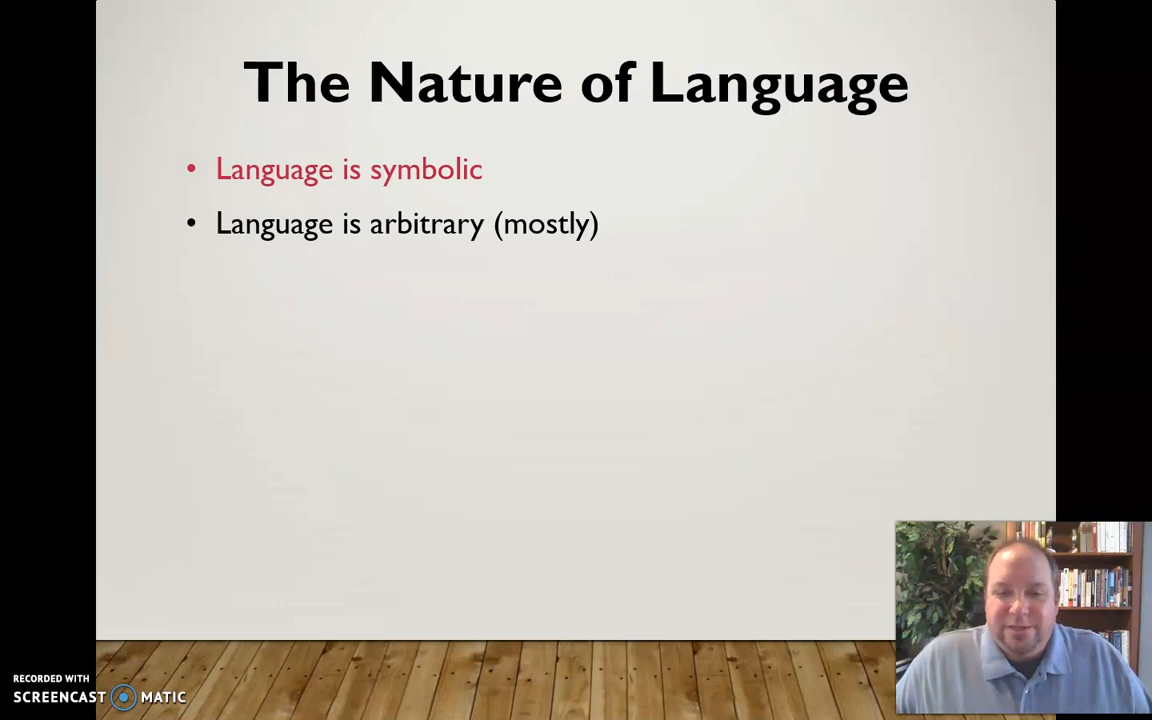 The Nature of Language
• Language is symbolic
• Language is arbitrary (mostly)
RECORDED WITH
SCREENCAST MATIC